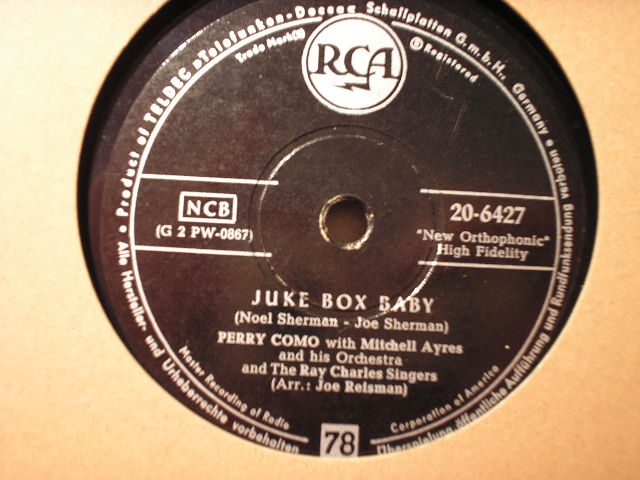 • Product of TELDEC »Telefunken-Decca« Schallplatten G.m.b.H., Germany •
Trade Mark(s)
® Registered
RCA
NCB
(G 2 PW-0867)
20-6427
"New Orthophonic"
High Fidelity
JUKE BOX BABY
(Noel Sherman - Joe Sherman)
PERRY COMO with Mitchell Ayres
and his Orchestra
and The Ray Charles Singers
(Arr.: Joe Reisman)
Master Recording of Radio
Corporation of America
• Alle Hersteller- und Urheberrechte vorbehalten
78
Überspielung, öffentliche Aufführung und Rundfunksendung verboten